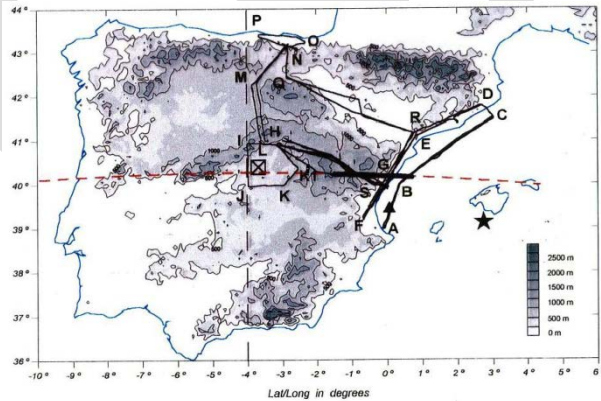 44°
43°
42°
41°
40°
39°
38°
37°
36°
P
O
N
M
Q
D
C
R
E
H
I
L
G
J
K
S
B
F
A
2500 m
2000 m
1500 m
1000 m
500 m
0 m
-10° -9° -8° -7° -6° -5° -4° -3° -2° -1° 0° 1° 2° 3° 4° 5° 6°
Lat/Long in degrees